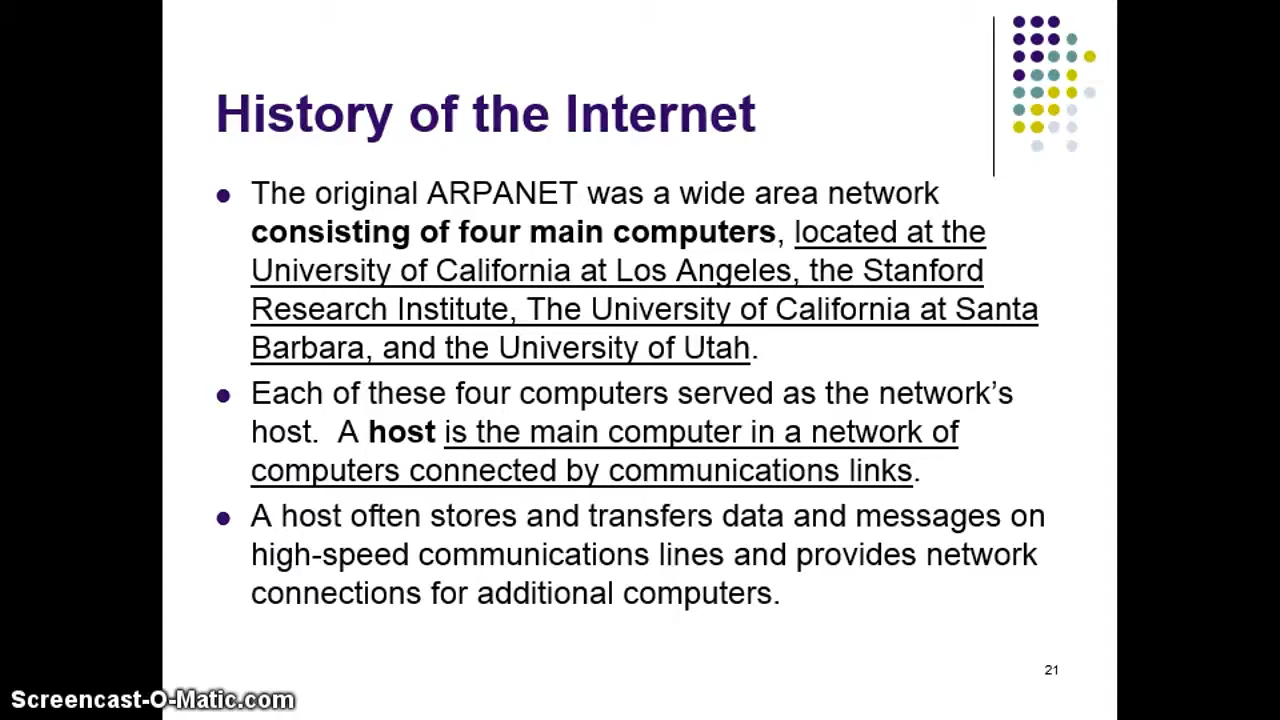 History of the Internet
The original ARPANET was a wide area network
consisting of four main computers, located at the
University of California at Los Angeles, the Stanford
Research Institute, The University of California at Santa
Barbara, and the University of Utah.
Each of these four computers served as the network’s
host.  A host is the main computer in a network of
computers connected by communications links.
A host often stores and transfers data and messages on
high-speed communications lines and provides network
connections for additional computers.
21
Screencast-O-Matic.com